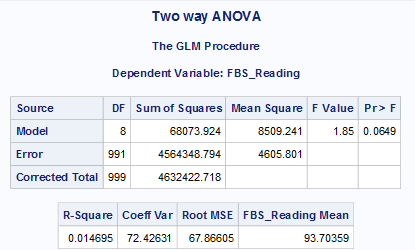 Two way ANOVA
The GLM Procedure
Dependent Variable: FBS_Reading
Source DF Sum of Squares Mean Square F Value Pr > F
Model 8 68073.924 8509.241 1.85 0.0649
Error 991 4564348.794 4605.801
Corrected Total 999 4632422.718
R-Square Coeff Var Root MSE FBS_Reading Mean
0.014695 72.42631 67.86605 93.70359